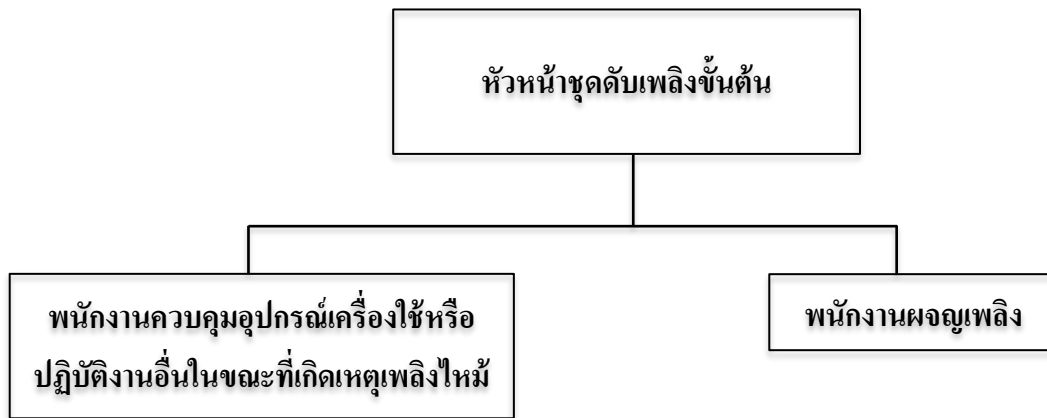 หัวหน้าชุดดับเพลิงขั้นต้น
พนักงานควบคุมอุปกรณ์เครื่องใช้หรือ
ปฏิบัติงานอื่นในขณะที่เกิดเหตุเพลิงไหม้
พนักงานผจญเพลิง